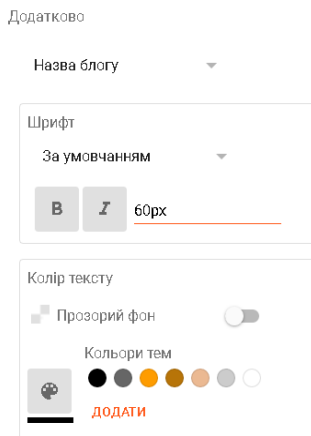 Додатково
Назва блогу
Шрифт
За умовчанням
B I 60px
Колір тексту
Прозорий фон
Кольори тем
ДОДАТИ